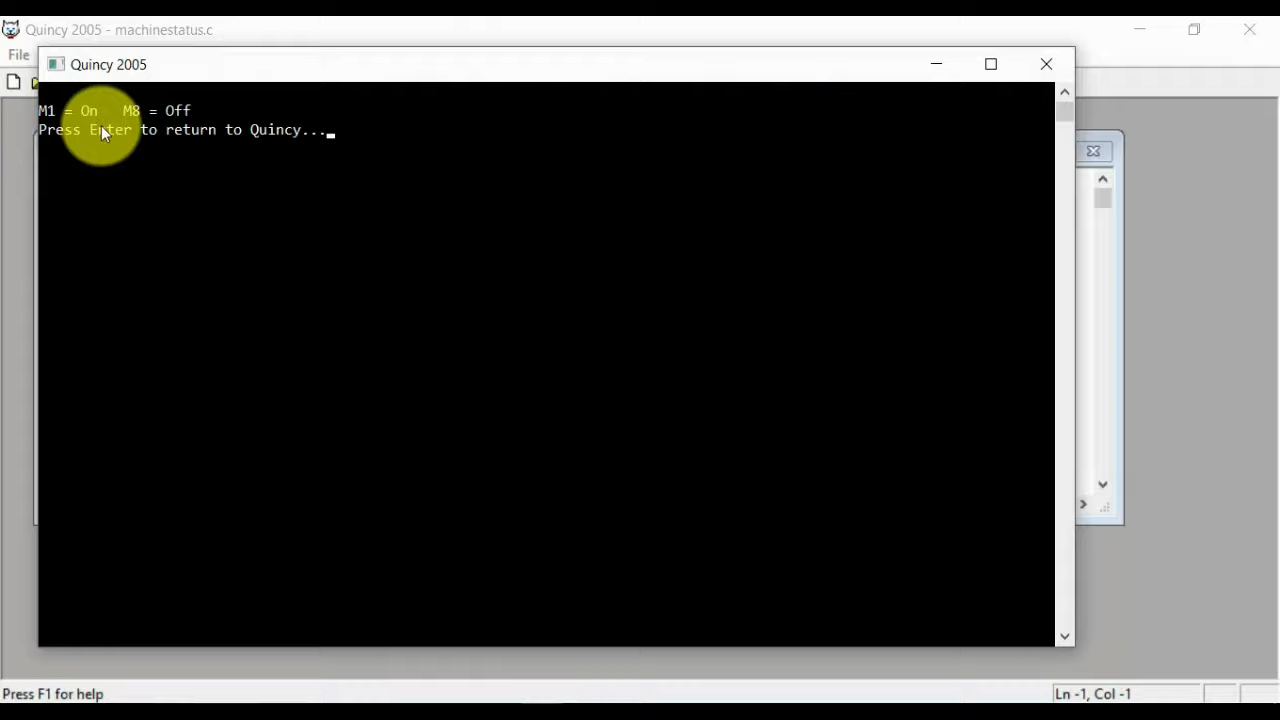 Quincy 2005 - machinestatus.c
File
Quincy 2005
M1 = On   M8 = Off
Press Enter to return to Quincy...
Press F1 for help
Ln -1, Col -1